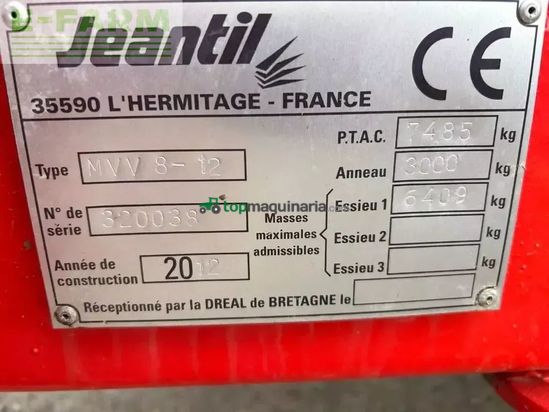 E-FARM
Jeantil
CE
35590 L'HERMITAGE - FRANCE
P.T.A.C. 7485 kg
Type MVV 8-12
Anneau 3000 kg
N° de série 320038
topmaquinaria.com
Masses maximales admissibles
Essieu 1 6409 kg
Essieu 2 kg
Essieu 3 kg
Année de construction 2012
Réceptionné par la DREAL de BRETAGNE le